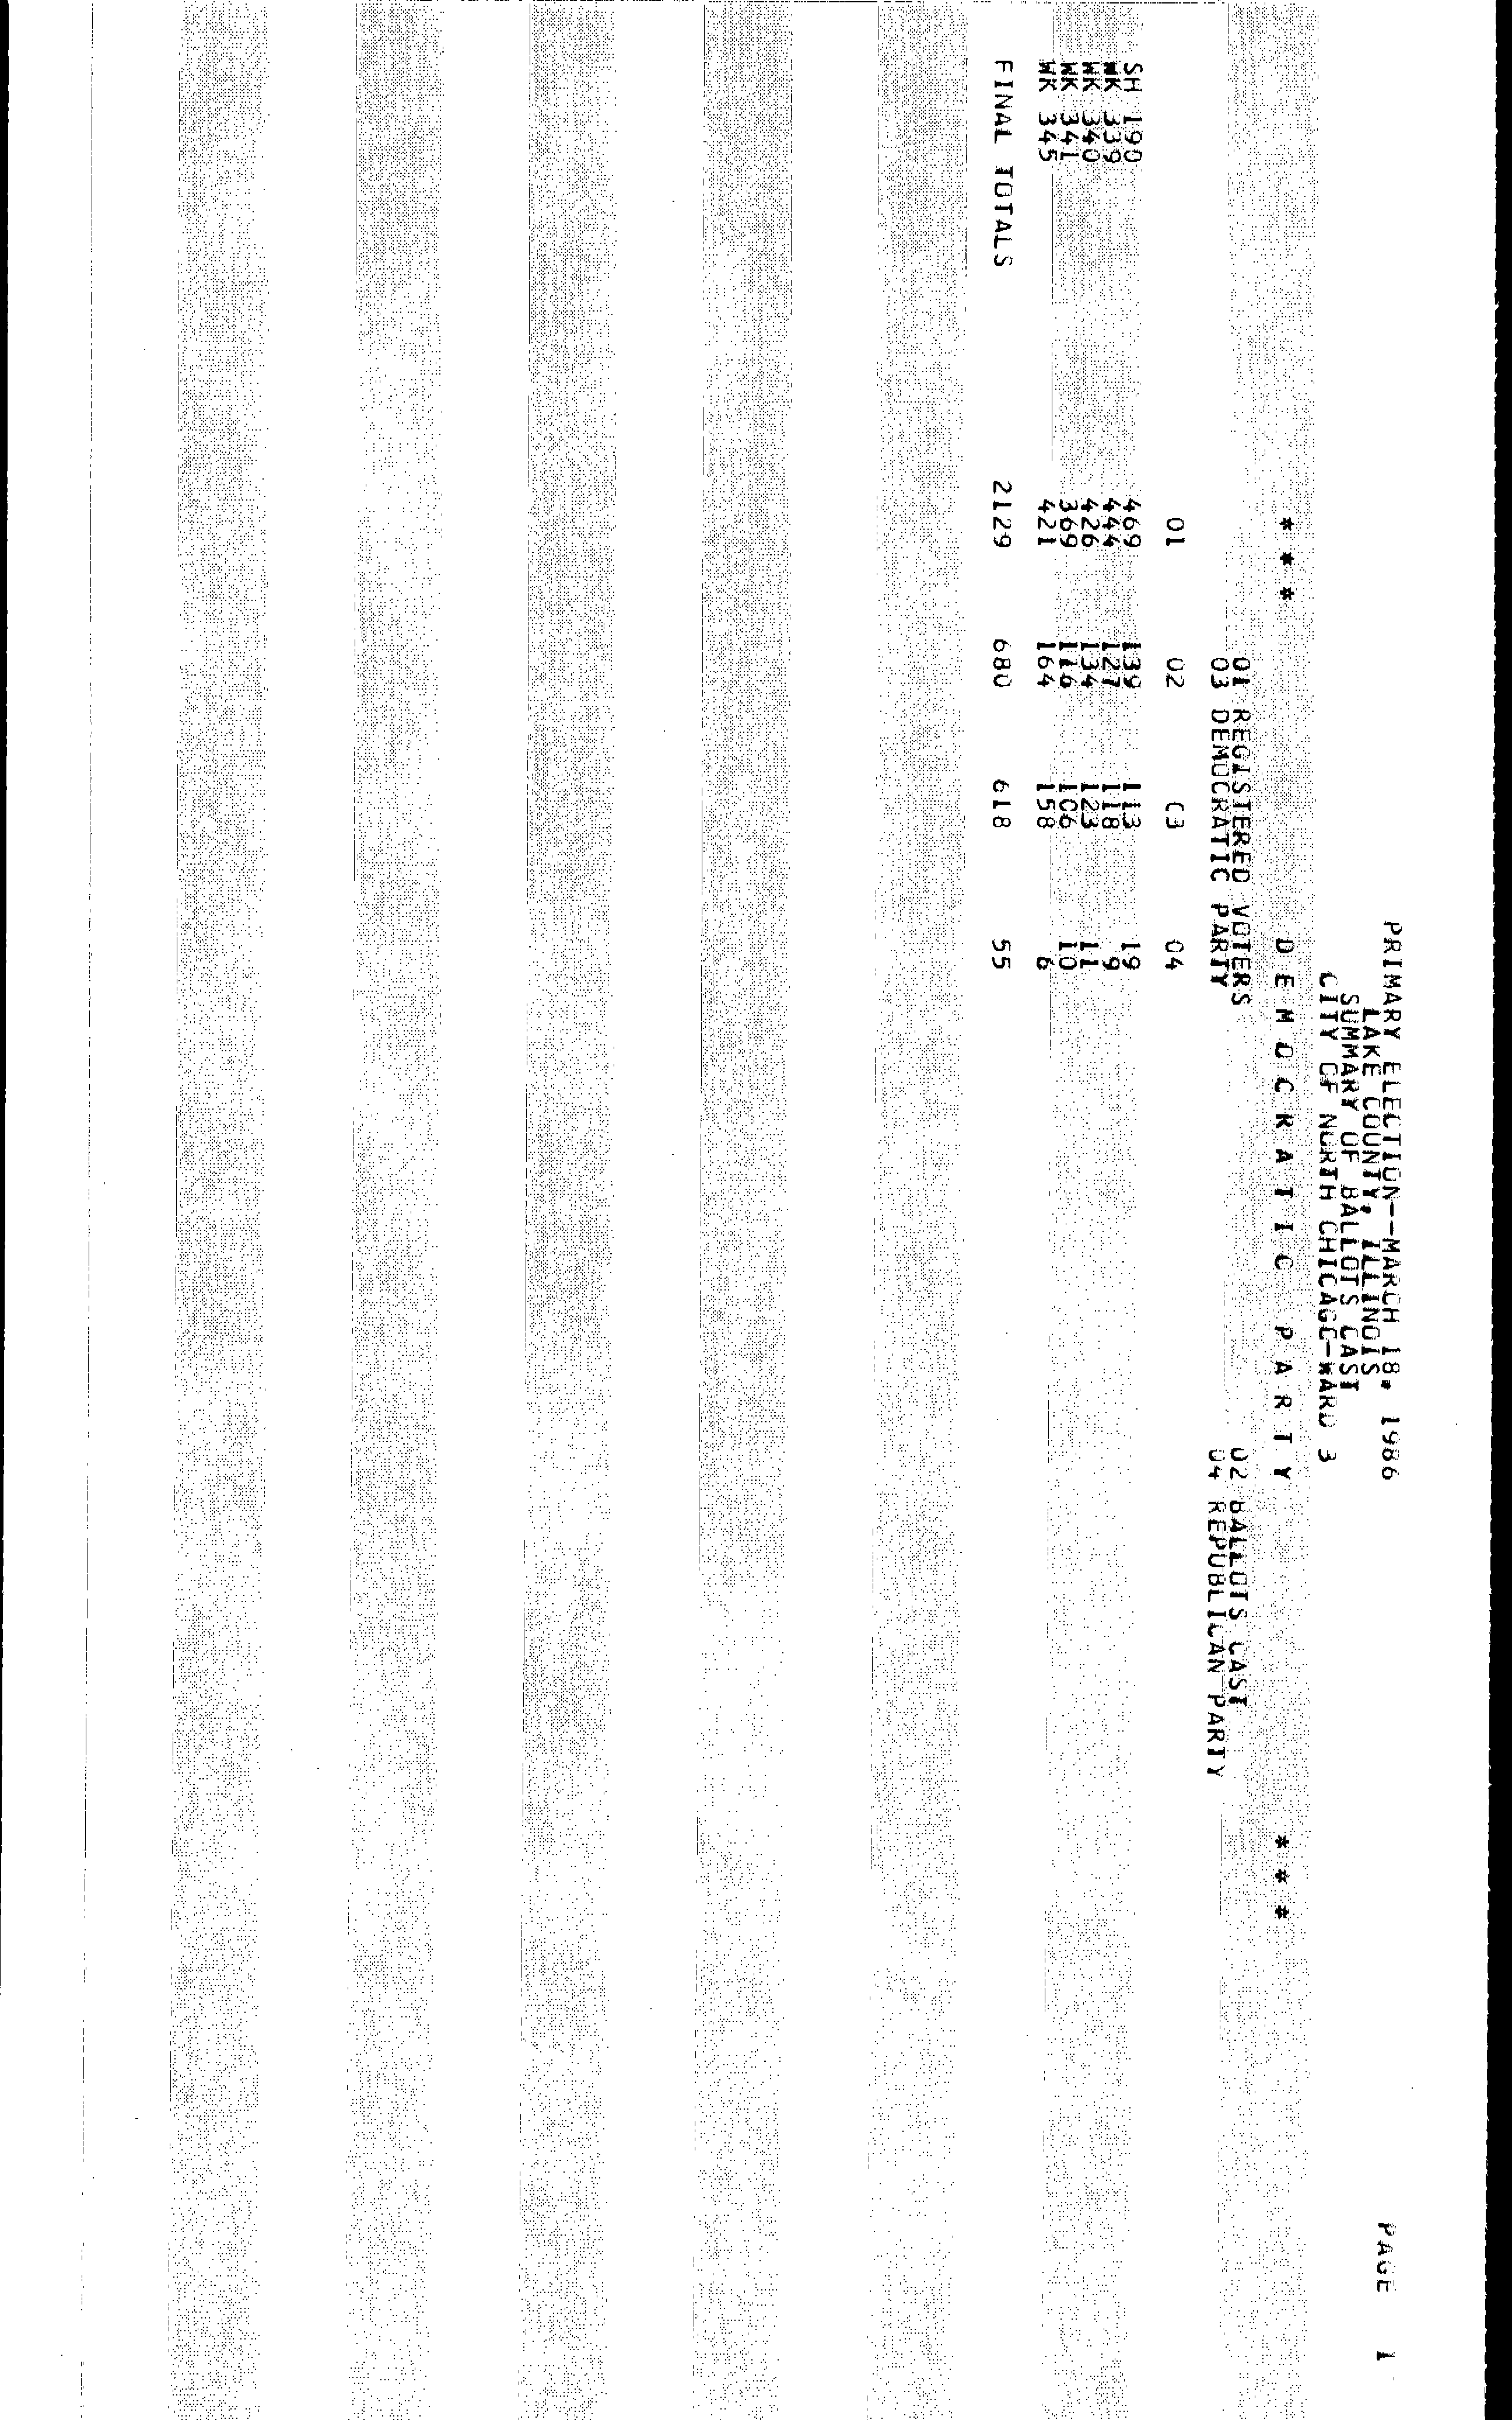 PRIMARY ELECTION--MARCH 18, 1986 PAGE 1
LAKE COUNTY, ILLINOIS
SUMMARY OF BALLOTS CAST
CITY OF NORTH CHICAGO-WARD 3
* * * D E M O C R A T I C P A R T Y * * *
01 REGISTERED VOTERS 02 BALLOTS CAST
03 DEMOCRATIC PARTY 04 REPUBLICAN PARTY
01 02 03 04
SH 190 469 139 113 19
WK 339 444 127 118 9
WK 340 426 134 123 11
WK 341 369 116 106 10
WK 345 421 164 158 6
FINAL TOTALS 2129 680 618 55